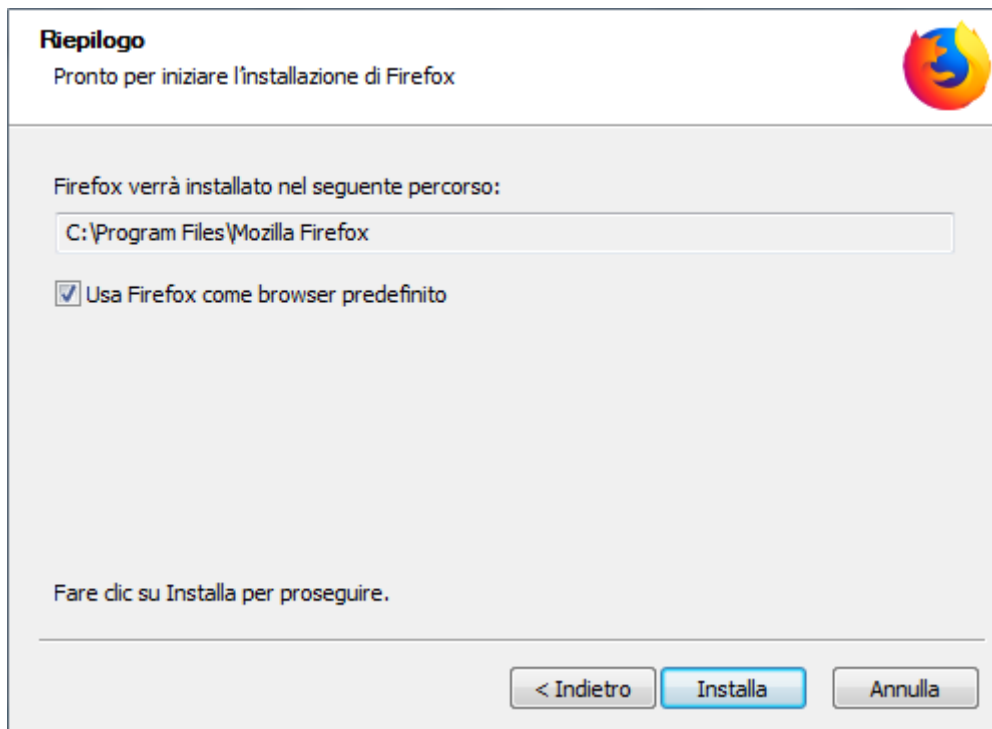 Riepilogo
Pronto per iniziare l'installazione di Firefox
Firefox verrà installato nel seguente percorso:
C:\Program Files\Mozilla Firefox
Usa Firefox come browser predefinito
Fare clic su Installa per proseguire.
< Indietro Installa Annulla